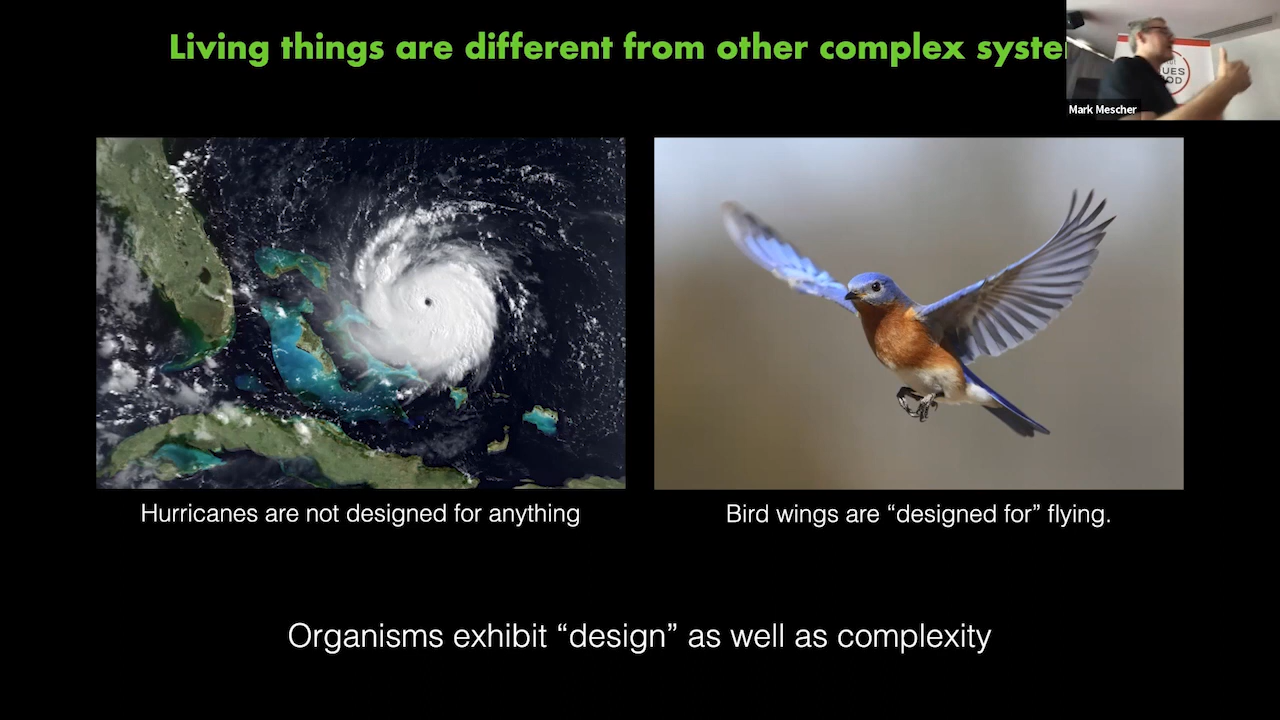 Living things are different from other complex
Mark Mescher
Hurricanes are not designed for anything
Bird wings are “designed for” flying.
Organisms exhibit “design” as well as complexity